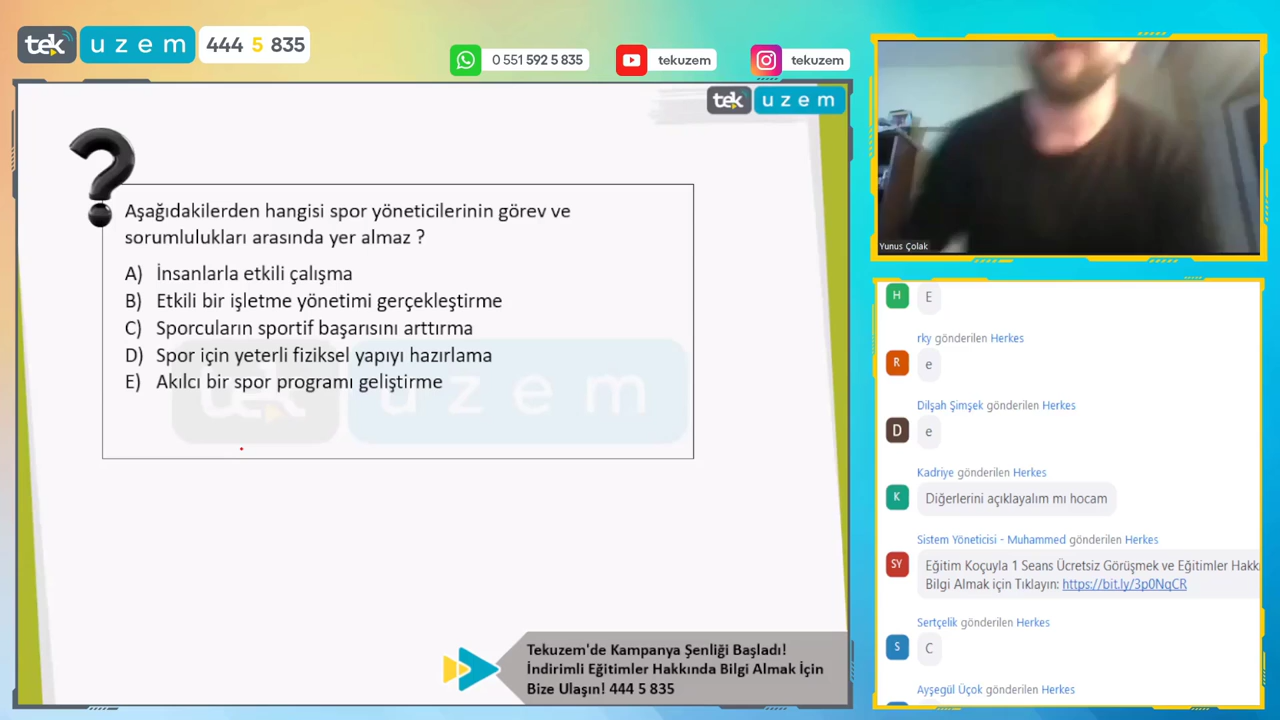 tek uzem 444 5 835
0 551 592 5 835
tekuzem
tekuzem
tek uzem
Aşağıdakilerden hangisi spor yöneticilerinin görev ve
sorumlulukları arasında yer almaz ?
A) İnsanlarla etkili çalışma
B) Etkili bir işletme yönetimi gerçekleştirme
C) Sporcuların sportif başarısını arttırma
D) Spor için yeterli fiziksel yapıyı hazırlama
E) Akılcı bir spor programı geliştirme
tek uzem
Tekuzem'de Kampanya Şenliği Başladı!
İndirimli Eğitimler Hakkında Bilgi Almak İçin
Bize Ulaşın! 444 5 835
Yunus Çolak
H E
rky gönderilen Herkes
R e
Dilşah Şimşek gönderilen Herkes
D e
Kadriye gönderilen Herkes
K Diğerlerini açıklayalım mı hocam
Sistem Yöneticisi - Muhammed gönderilen Herkes
SY Eğitim Koçuyla 1 Seans Ücretsiz Görüşmek ve Eğitimler Hakk
Bilgi Almak için Tıklayın: https://bit.ly/3p0NqCR
Sertçelik gönderilen Herkes
S C
Ayşegül Üçok gönderilen Herkes